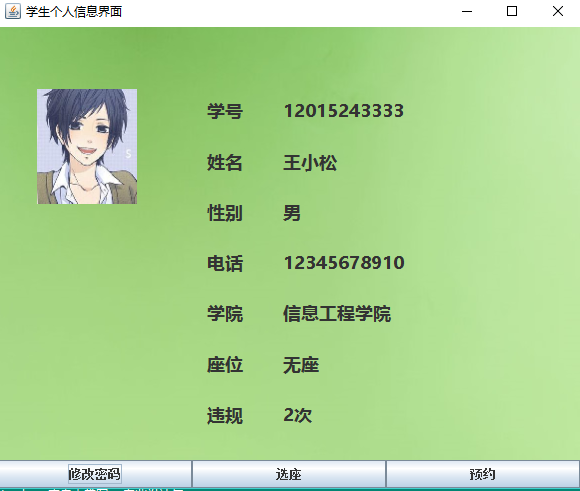 学生个人信息界面
学号 12015243333
姓名 王小松
性别 男
电话 12345678910
学院 信息工程学院
座位 无座
违规 2次
修改密码 选座 预约